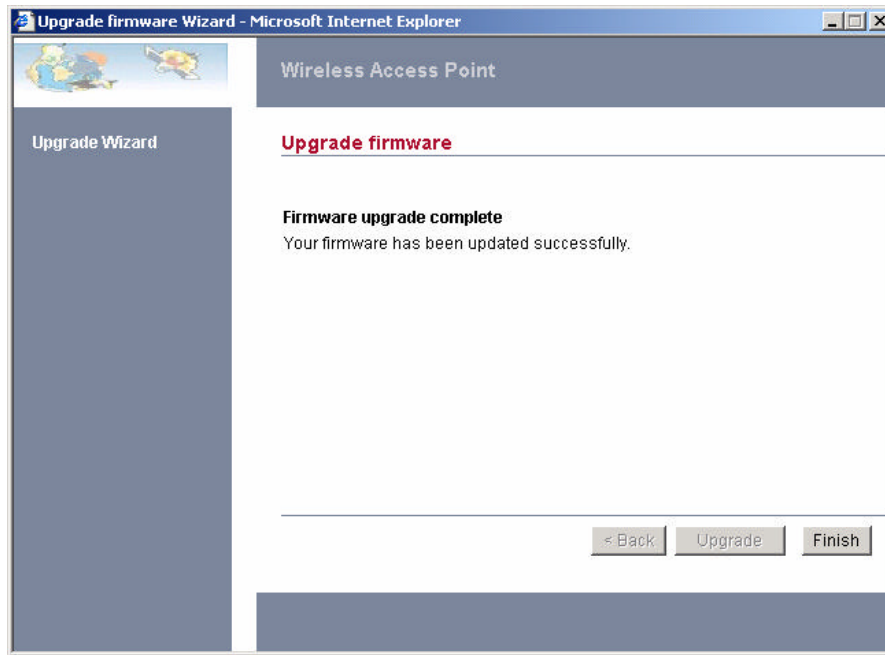 Upgrade firmware Wizard - Microsoft Internet Explorer
Wireless Access Point
Upgrade Wizard
Upgrade firmware
Firmware upgrade complete
Your firmware has been updated successfully.
< Back
Upgrade
Finish